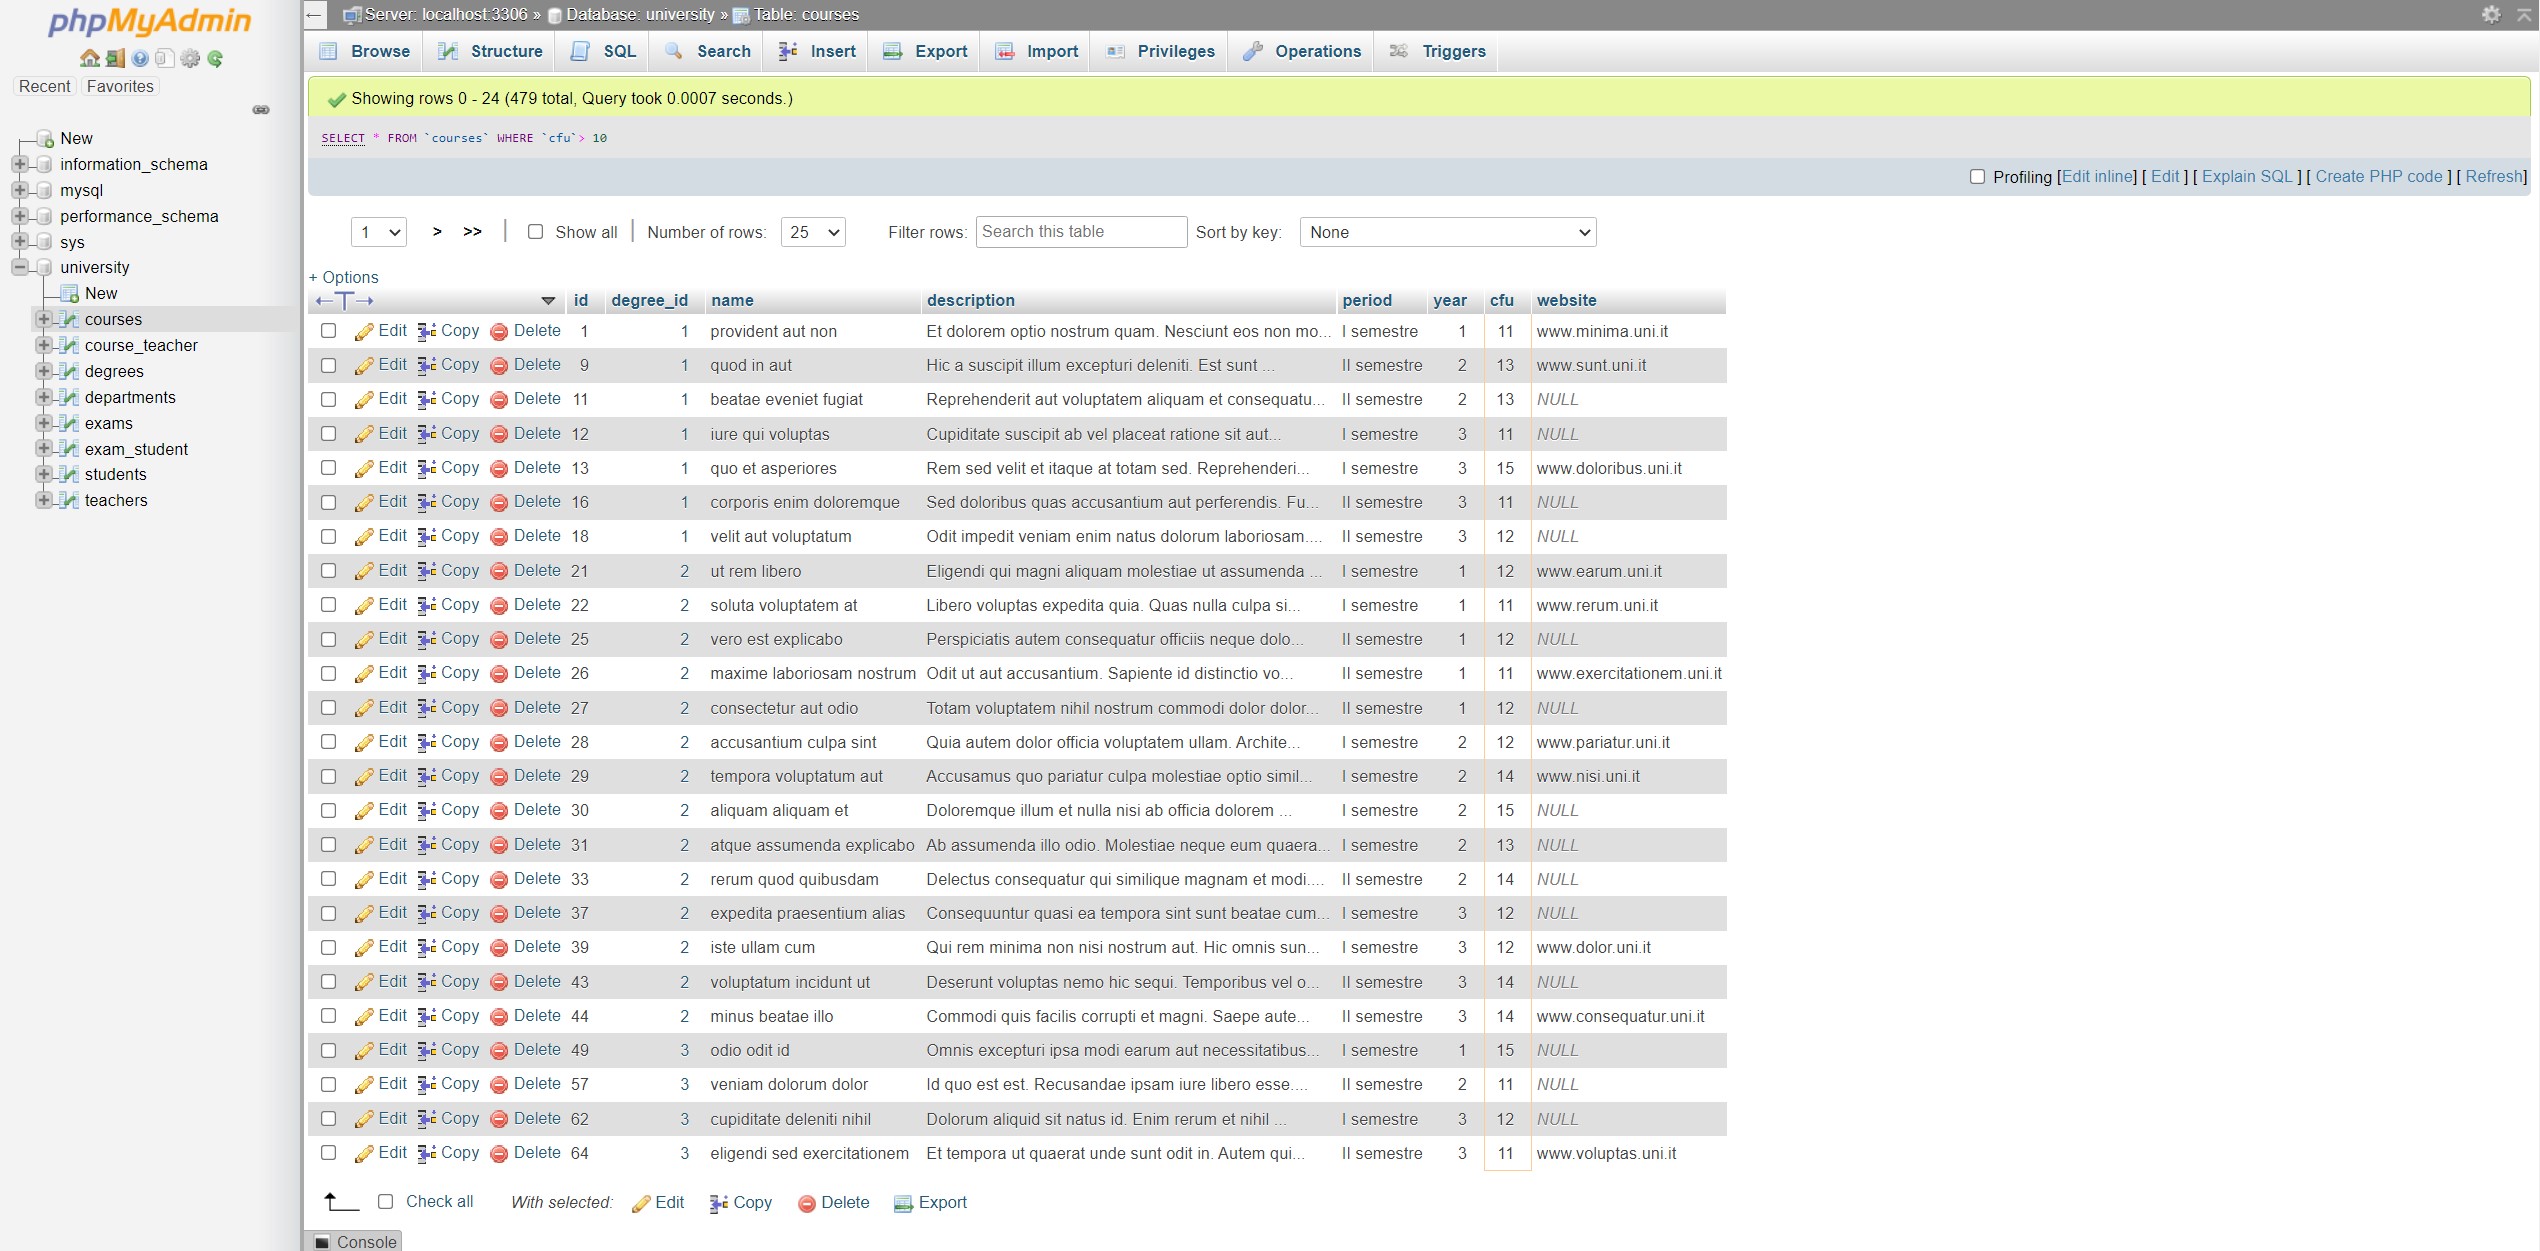 phpMyAdmin
Recent Favorites
New
information_schema
mysql
performance_schema
sys
university
New
courses
course_teacher
degrees
departments
exams
exam_student
students
teachers
Server: localhost:3306 » Database: university » Table: courses
Browse Structure SQL Search Insert Export Import Privileges Operations Triggers
Showing rows 0 - 24 (479 total, Query took 0.0007 seconds.)
SELECT * FROM `courses` WHERE `cfu`> 10
Profiling [Edit inline] [ Edit ] [ Explain SQL ] [ Create PHP code ] [ Refresh]
1 > >> | Show all | Number of rows: 25 Filter rows: Search this table Sort by key: None
+ Options
←T→ id degree_id name description period year cfu website
Edit Copy Delete 1 1 provident aut non Et dolorem optio nostrum quam. Nesciunt eos non mo... I semestre 1 11 www.minima.uni.it
Edit Copy Delete 9 1 quod in aut Hic a suscipit illum excepturi deleniti. Est sunt ... II semestre 2 13 www.sunt.uni.it
Edit Copy Delete 11 1 beatae eveniet fugiat Reprehenderit aut voluptatem aliquam et consequatu... II semestre 2 13 NULL
Edit Copy Delete 12 1 iure qui voluptas Cupiditate suscipit ab vel placeat ratione sit aut... I semestre 3 11 NULL
Edit Copy Delete 13 1 quo et asperiores Rem sed velit et itaque at totam sed. Reprehenderi... I semestre 3 15 www.doloribus.uni.it
Edit Copy Delete 16 1 corporis enim doloremque Sed doloribus quas accusantium aut perferendis. Fu... II semestre 3 11 NULL
Edit Copy Delete 18 1 velit aut voluptatum Odit impedit veniam enim natus dolorum laboriosam.... II semestre 3 12 NULL
Edit Copy Delete 21 2 ut rem libero Eligendi qui magni aliquam molestiae ut assumenda ... I semestre 1 12 www.earum.uni.it
Edit Copy Delete 22 2 soluta voluptatem at Libero voluptas expedita quia. Quas nulla culpa si... I semestre 1 11 www.rerum.uni.it
Edit Copy Delete 25 2 vero est explicabo Perspiciatis autem consequatur officiis neque dolo... II semestre 1 12 NULL
Edit Copy Delete 26 2 maxime laboriosam nostrum Odit ut aut accusantium. Sapiente id distinctio vo... II semestre 1 11 www.exercitationem.uni.it
Edit Copy Delete 27 2 consectetur aut odio Totam voluptatem nihil nostrum commodi dolor dolor... II semestre 1 12 NULL
Edit Copy Delete 28 2 accusantium culpa sint Quia autem dolor officia voluptatem ullam. Archite... I semestre 2 12 www.pariatur.uni.it
Edit Copy Delete 29 2 tempora voluptatum aut Accusamus quo pariatur culpa molestiae optio simil... I semestre 2 14 www.nisi.uni.it
Edit Copy Delete 30 2 aliquam aliquam et Doloremque illum et nulla nisi ab officia dolorem ... I semestre 2 15 NULL
Edit Copy Delete 31 2 atque assumenda explicabo Ab assumenda illo odio. Molestiae neque eum quaera... I semestre 2 13 NULL
Edit Copy Delete 33 2 rerum quod quibusdam Delectus consequatur qui similique magnam et modi.... II semestre 2 14 NULL
Edit Copy Delete 37 2 expedita praesentium alias Consequuntur quasi ea tempora sint sunt beatae cum... I semestre 3 12 NULL
Edit Copy Delete 39 2 iste ullam cum Qui rem minima non nisi nostrum aut. Hic omnis sun... I semestre 3 12 www.dolor.uni.it
Edit Copy Delete 43 2 voluptatum incidunt ut Deserunt voluptas nemo hic sequi. Temporibus vel o... II semestre 3 14 NULL
Edit Copy Delete 44 2 minus beatae illo Commodi quis facilis corrupti et magni. Saepe aute... II semestre 3 14 www.consequatur.uni.it
Edit Copy Delete 49 3 odio odit id Omnis excepturi ipsa modi earum aut necessitatibus... I semestre 1 15 NULL
Edit Copy Delete 57 3 veniam dolorum dolor Id quo est est. Recusandae ipsam iure libero esse.... II semestre 2 11 NULL
Edit Copy Delete 62 3 cupiditate deleniti nihil Dolorum aliquid sit natus id. Enim rerum et nihil ... I semestre 3 12 NULL
Edit Copy Delete 64 3 eligendi sed exercitationem Et tempora ut quaerat unde sunt odit in. Autem qui... II semestre 3 11 www.voluptas.uni.it
Check all With selected: Edit Copy Delete Export
Console